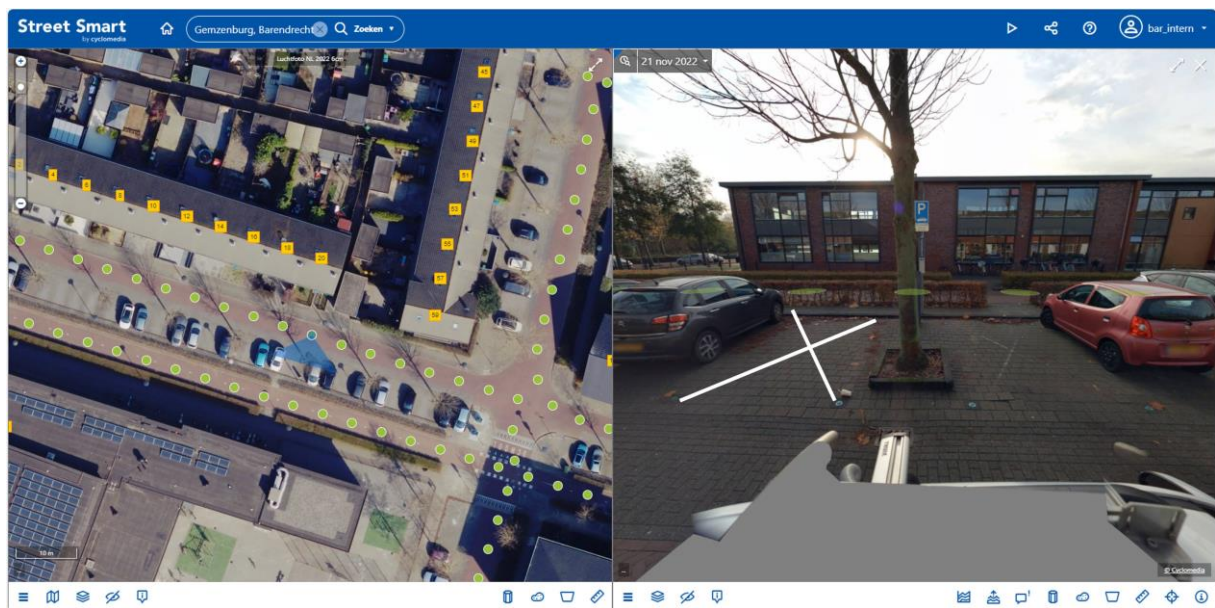 Street Smart
by cyclomedia
Gemzenburg, Barendrecht
Zoeken
bar_intern
Luchtfoto NL 2022 6cm
21 nov 2022
45
47
49
51
53
55
57
59
4
6
8
10
12
14
16
18
20
P
10 m
© Cyclomedia